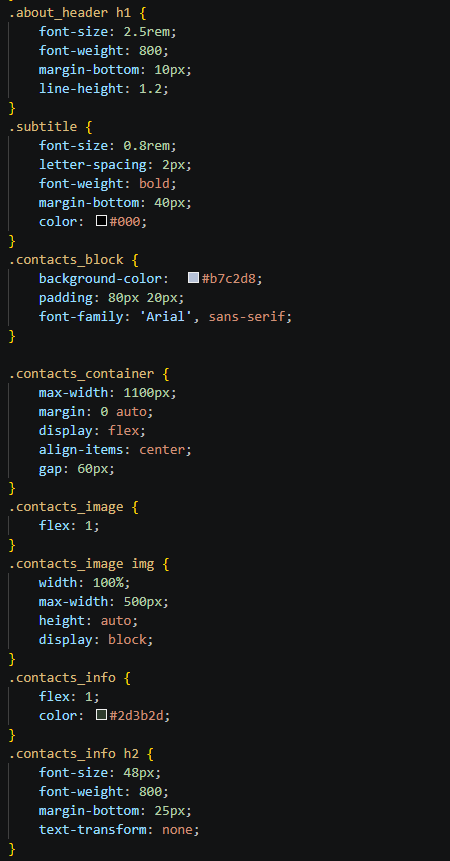 .about_header h1 {
    font-size: 2.5rem;
    font-weight: 800;
    margin-bottom: 10px;
    line-height: 1.2;
}
.subtitle {
    font-size: 0.8rem;
    letter-spacing: 2px;
    font-weight: bold;
    margin-bottom: 40px;
    color: #000;
}
.contacts_block {
    background-color:  #b7c2d8;
    padding: 80px 20px;
    font-family: 'Arial', sans-serif;
}

.contacts_container {
    max-width: 1100px;
    margin: 0 auto;
    display: flex;
    align-items: center;
    gap: 60px;
}
.contacts_image {
    flex: 1;
}
.contacts_image img {
    width: 100%;
    max-width: 500px;
    height: auto;
    display: block;
}
.contacts_info {
    flex: 1;
    color: #2d3b2d;
}
.contacts_info h2 {
    font-size: 48px;
    font-weight: 800;
    margin-bottom: 25px;
    text-transform: none;
}